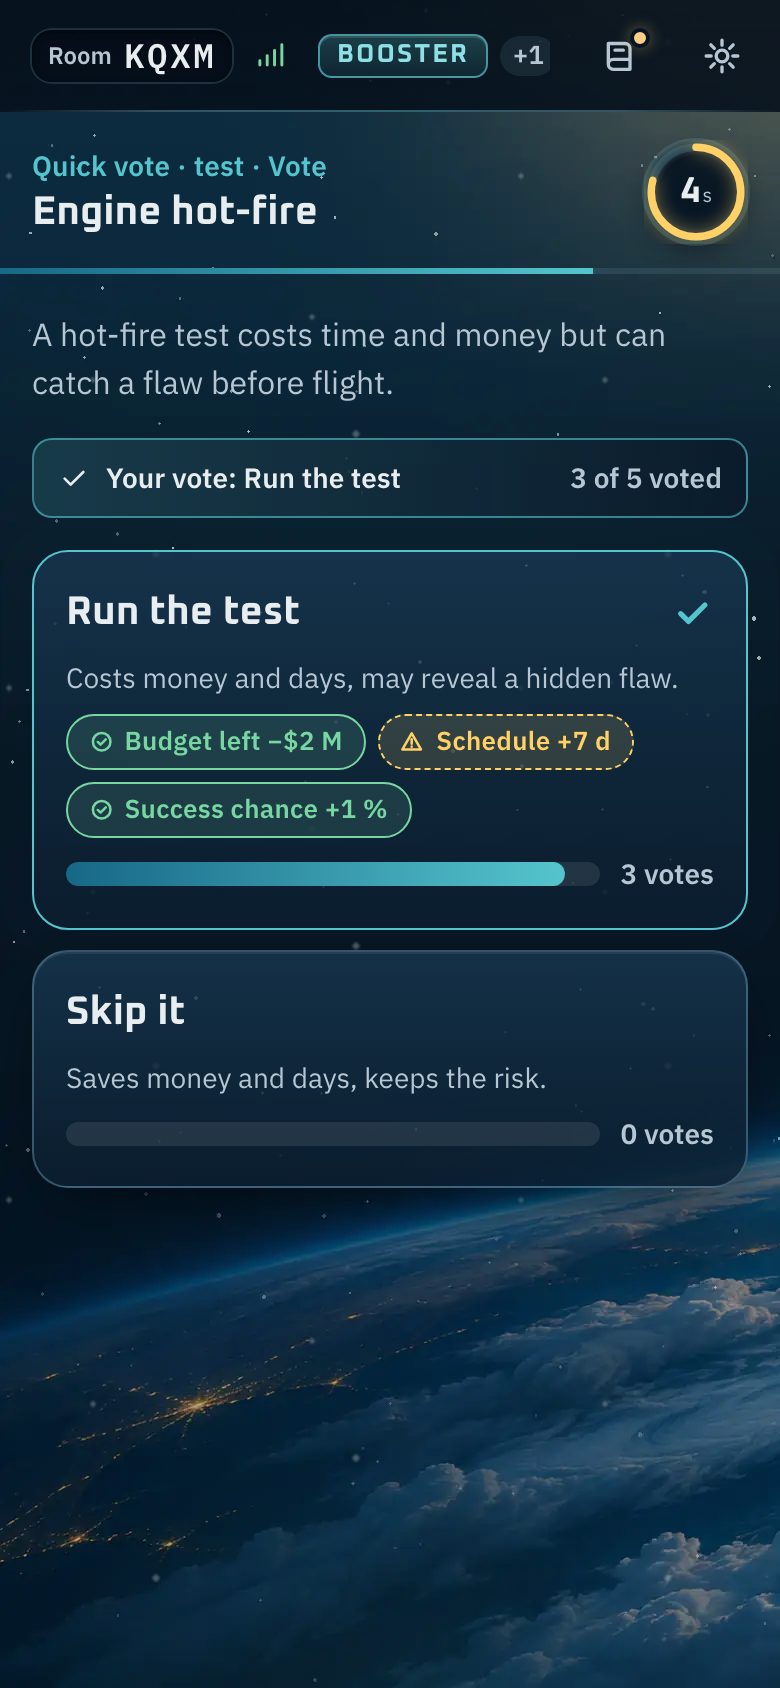 Room KQXM BOOSTER +1
Quick vote · test · Vote
Engine hot-fire
4s
A hot-fire test costs time and money but can
catch a flaw before flight.
Your vote: Run the test 3 of 5 voted
Run the test
Costs money and days, may reveal a hidden flaw.
Budget left −$2 M Schedule +7 d
Success chance +1 %
3 votes
Skip it
Saves money and days, keeps the risk.
0 votes